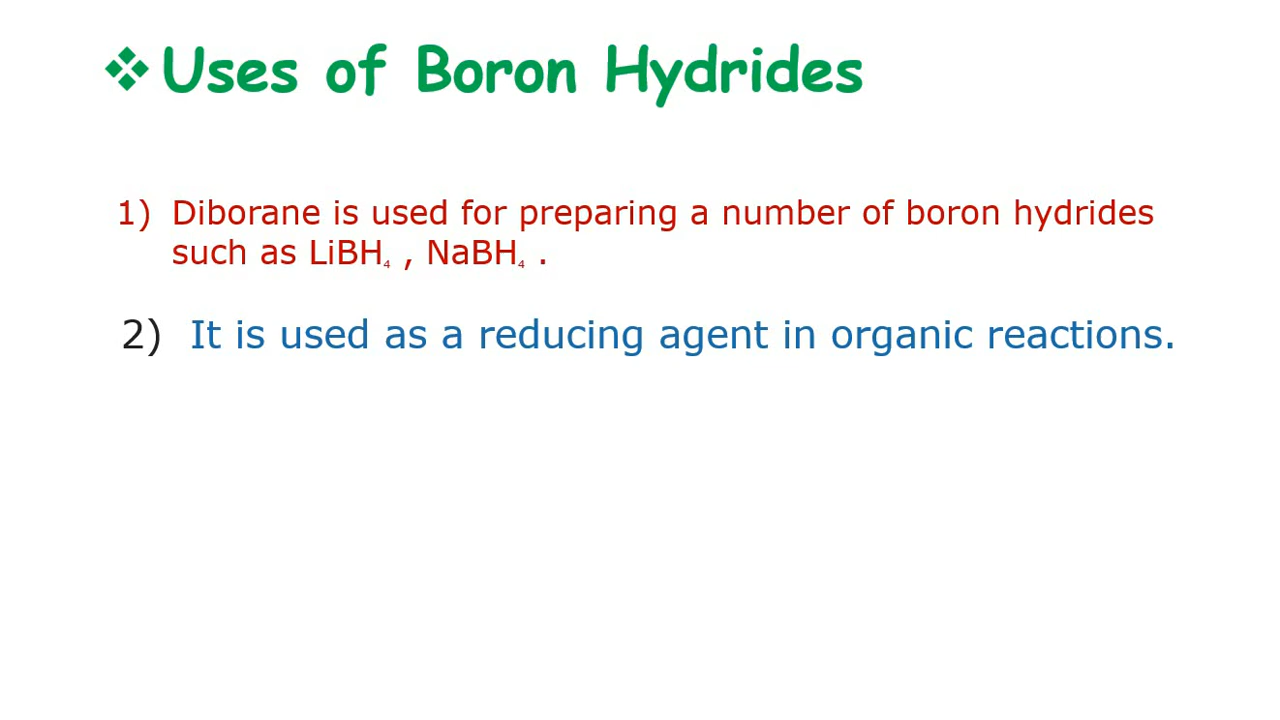 ❖Uses of Boron Hydrides
1) Diborane is used for preparing a number of boron hydrides
such as LiBH₄ , NaBH₄ .
2) It is used as a reducing agent in organic reactions.